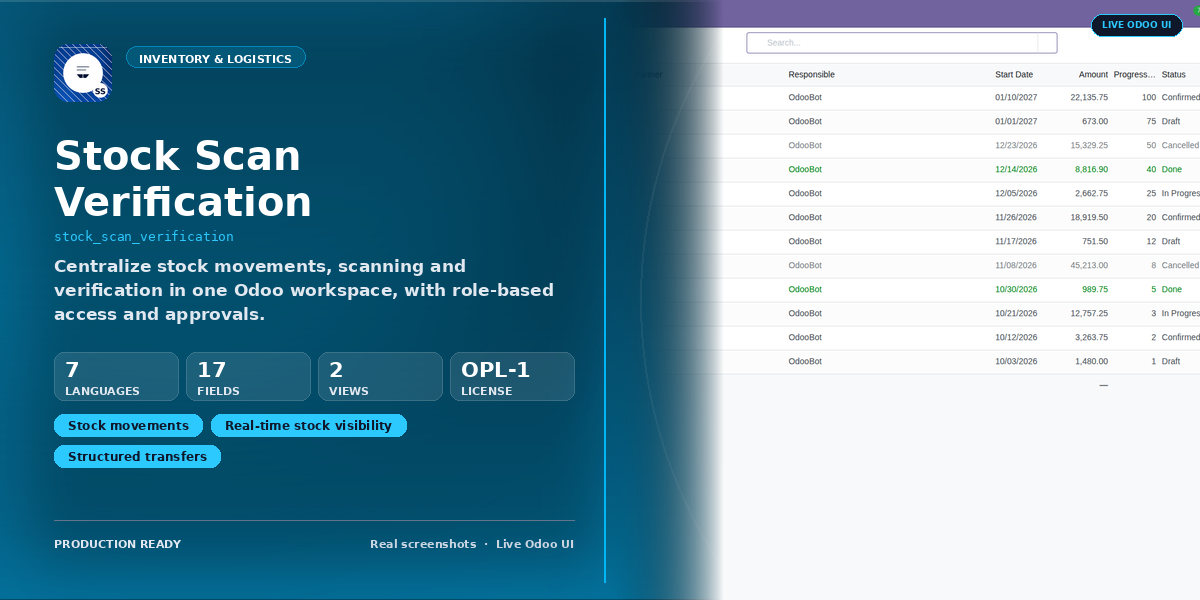 INVENTORY & LOGISTICS
SS
Stock Scan
Verification
stock_scan_verification
Centralize stock movements, scanning and
verification in one Odoo workspace, with role-based
access and approvals.
7
LANGUAGES
17
FIELDS
2
VIEWS
OPL-1
LICENSE
Stock movements
Real-time stock visibility
Structured transfers
PRODUCTION READY
Real screenshots · Live Odoo UI
LIVE ODOO UI
Search...
Responsible Start Date Amount Progress... Status
OdooBot 01/10/2027 22,135.75 100 Confirmed
OdooBot 01/01/2027 673.00 75 Draft
OdooBot 12/23/2026 15,329.25 50 Cancelled
OdooBot 12/14/2026 8,816.90 40 Done
OdooBot 12/05/2026 2,662.75 25 In Progres
OdooBot 11/26/2026 18,919.50 20 Confirmed
OdooBot 11/17/2026 751.50 12 Draft
OdooBot 11/08/2026 45,213.00 8 Cancelled
OdooBot 10/30/2026 989.75 5 Done
OdooBot 10/21/2026 12,757.25 3 In Progres
OdooBot 10/12/2026 3,263.75 2 Confirmed
OdooBot 10/03/2026 1,480.00 1 Draft
—